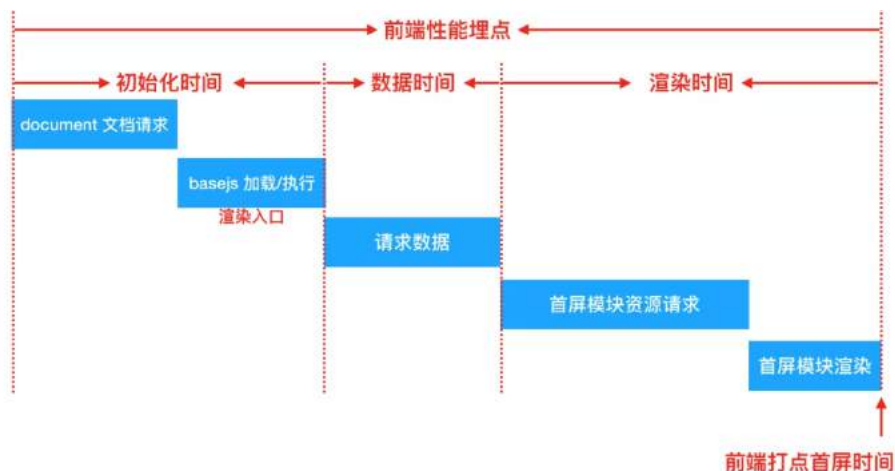 前端性能埋点
初始化时间
数据时间
渲染时间
document 文档请求
basejs 加载/执行
渲染入口
请求数据
首屏模块资源请求
首屏模块渲染
前端打点首屏时间